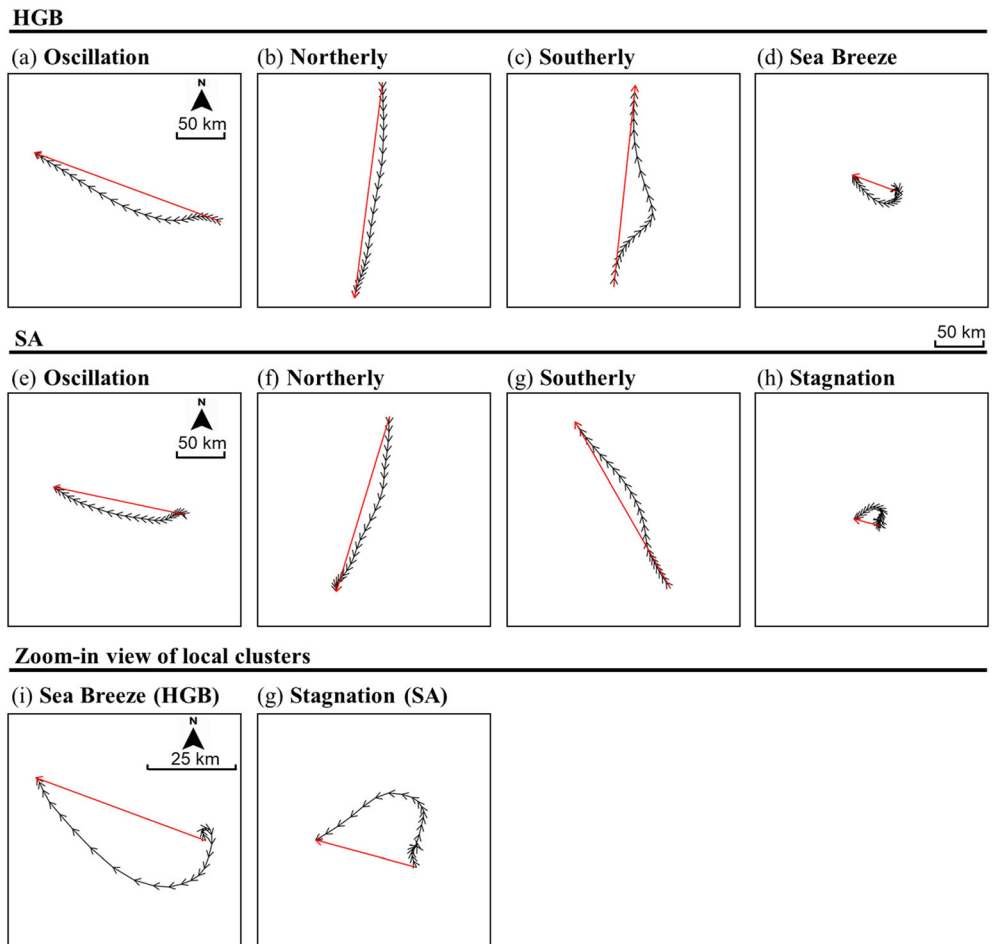 HGB
(a) Oscillation
(b) Northerly
(c) Southerly
(d) Sea Breeze
N
50 km
SA
50 km
(e) Oscillation
(f) Northerly
(g) Southerly
(h) Stagnation
N
50 km
Zoom-in view of local clusters
(i) Sea Breeze (HGB)
(g) Stagnation (SA)
N
25 km